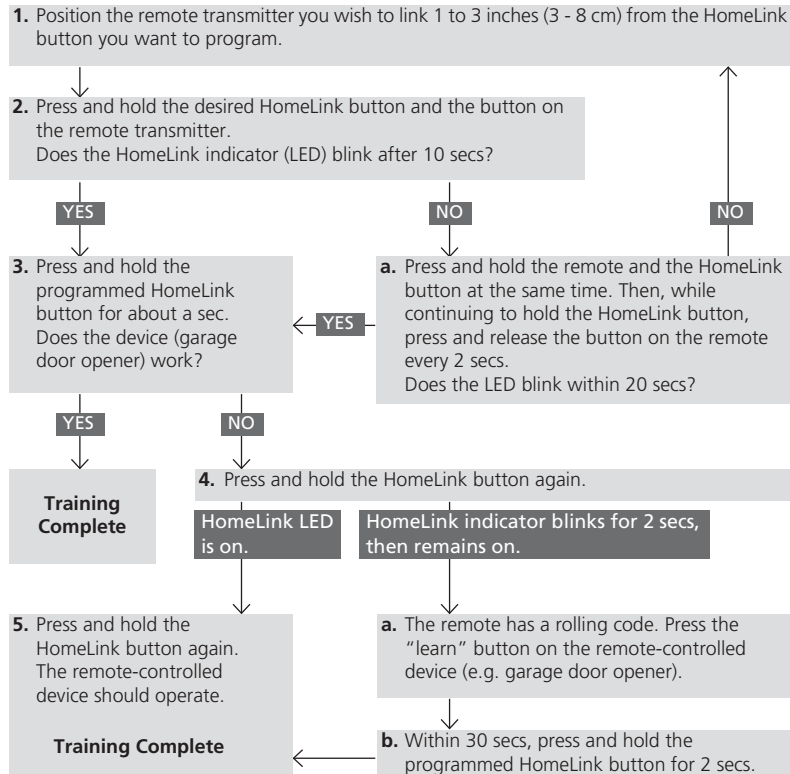 1. Position the remote transmitter you wish to link 1 to 3 inches (3 - 8 cm) from the HomeLink
button you want to program.
2. Press and hold the desired HomeLink button and the button on
the remote transmitter.
Does the HomeLink indicator (LED) blink after 10 secs?
YES
NO
NO
3. Press and hold the
programmed HomeLink
button for about a sec.
Does the device (garage
door opener) work?
YES
a. Press and hold the remote and the HomeLink
button at the same time. Then, while
continuing to hold the HomeLink button,
press and release the button on the remote
every 2 secs.
Does the LED blink within 20 secs?
YES
NO
Training
Complete
4. Press and hold the HomeLink button again.
HomeLink LED
is on.
HomeLink indicator blinks for 2 secs,
then remains on.
5. Press and hold the
HomeLink button again.
The remote-controlled
device should operate.
Training Complete
a. The remote has a rolling code. Press the
“learn” button on the remote-controlled
device (e.g. garage door opener).
b. Within 30 secs, press and hold the
programmed HomeLink button for 2 secs.